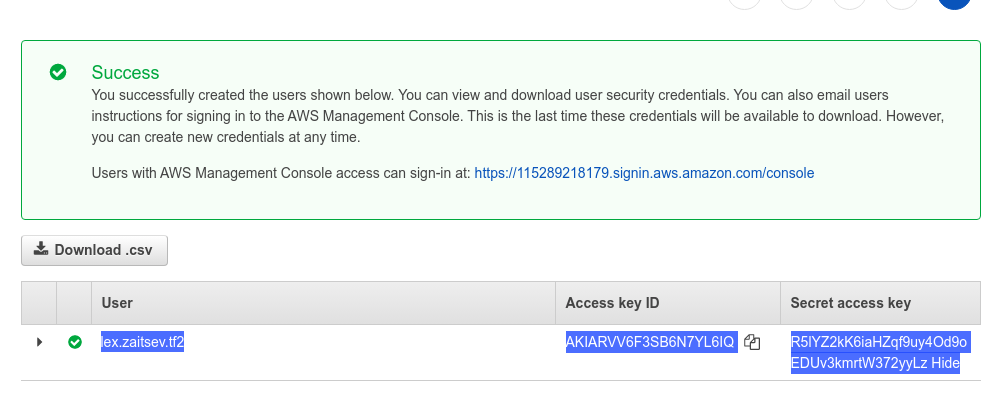 Success
You successfully created the users shown below. You can view and download user security credentials. You can also email users
instructions for signing in to the AWS Management Console. This is the last time these credentials will be available to download. However,
you can create new credentials at any time.
Users with AWS Management Console access can sign-in at: https://115289218179.signin.aws.amazon.com/console
Download .csv
User Access key ID Secret access key
lex.zaitsev.tf2 AKIARVV6F3SB6N7YL6IQ R5lYZ2kK6iaHZqf9uy4Od9o
EDUv3kmrtW372yyLz Hide